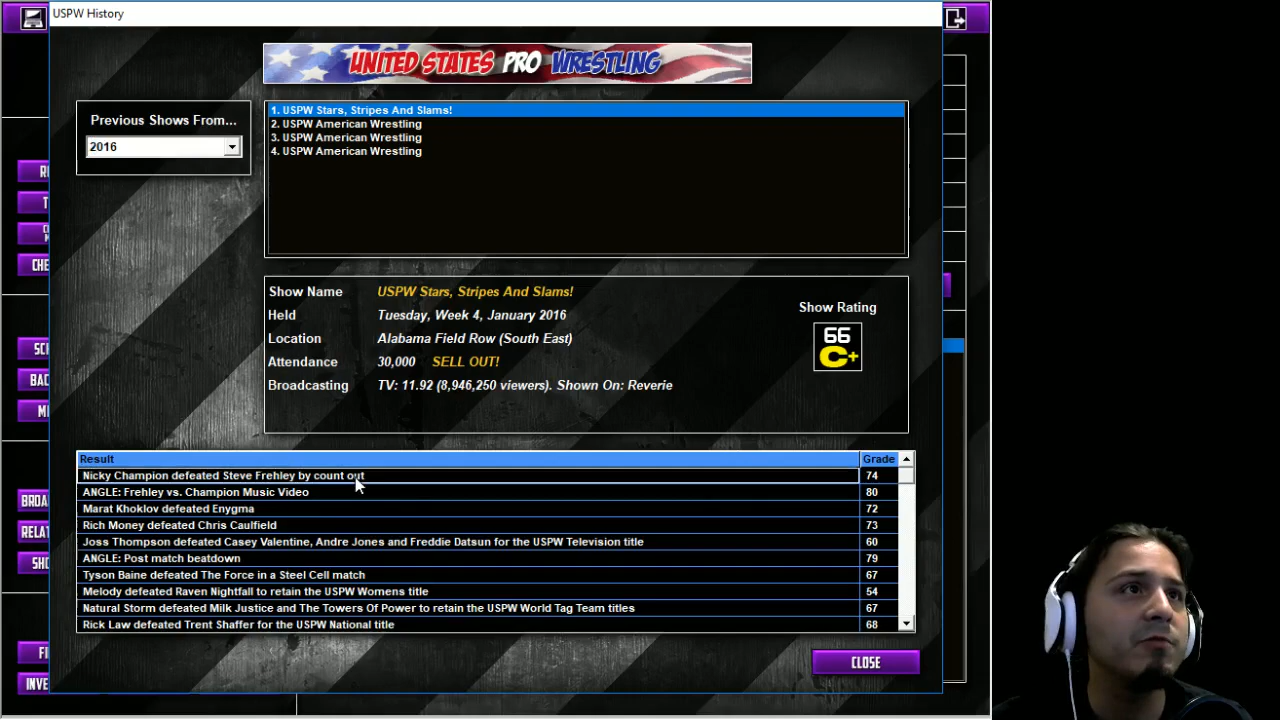 USPW History
UNITED STATES PRO WRESTLING
Previous Shows From...
2016
1. USPW Stars, Stripes And Slams!
2. USPW American Wrestling
3. USPW American Wrestling
4. USPW American Wrestling
Show Name USPW Stars, Stripes And Slams!
Held Tuesday, Week 4, January 2016
Location Alabama Field Row (South East)
Attendance 30,000 SELL OUT!
Broadcasting TV: 11.92 (8,946,250 viewers). Shown On: Reverie
Show Rating
66
C+
Result Grade
Nicky Champion defeated Steve Frehley by count out 74
ANGLE: Frehley vs. Champion Music Video 80
Marat Khoklov defeated Enygma 72
Rich Money defeated Chris Caulfield 73
Joss Thompson defeated Casey Valentine, Andre Jones and Freddie Datsun for the USPW Television title 60
ANGLE: Post match beatdown 79
Tyson Baine defeated The Force in a Steel Cell match 67
Melody defeated Raven Nightfall to retain the USPW Womens title 54
Natural Storm defeated Milk Justice and The Towers Of Power to retain the USPW World Tag Team titles 67
Rick Law defeated Trent Shaffer for the USPW National title 68
CLOSE
CHE
SCH
BAC
BROA
RELA
SHO
FI
INVE